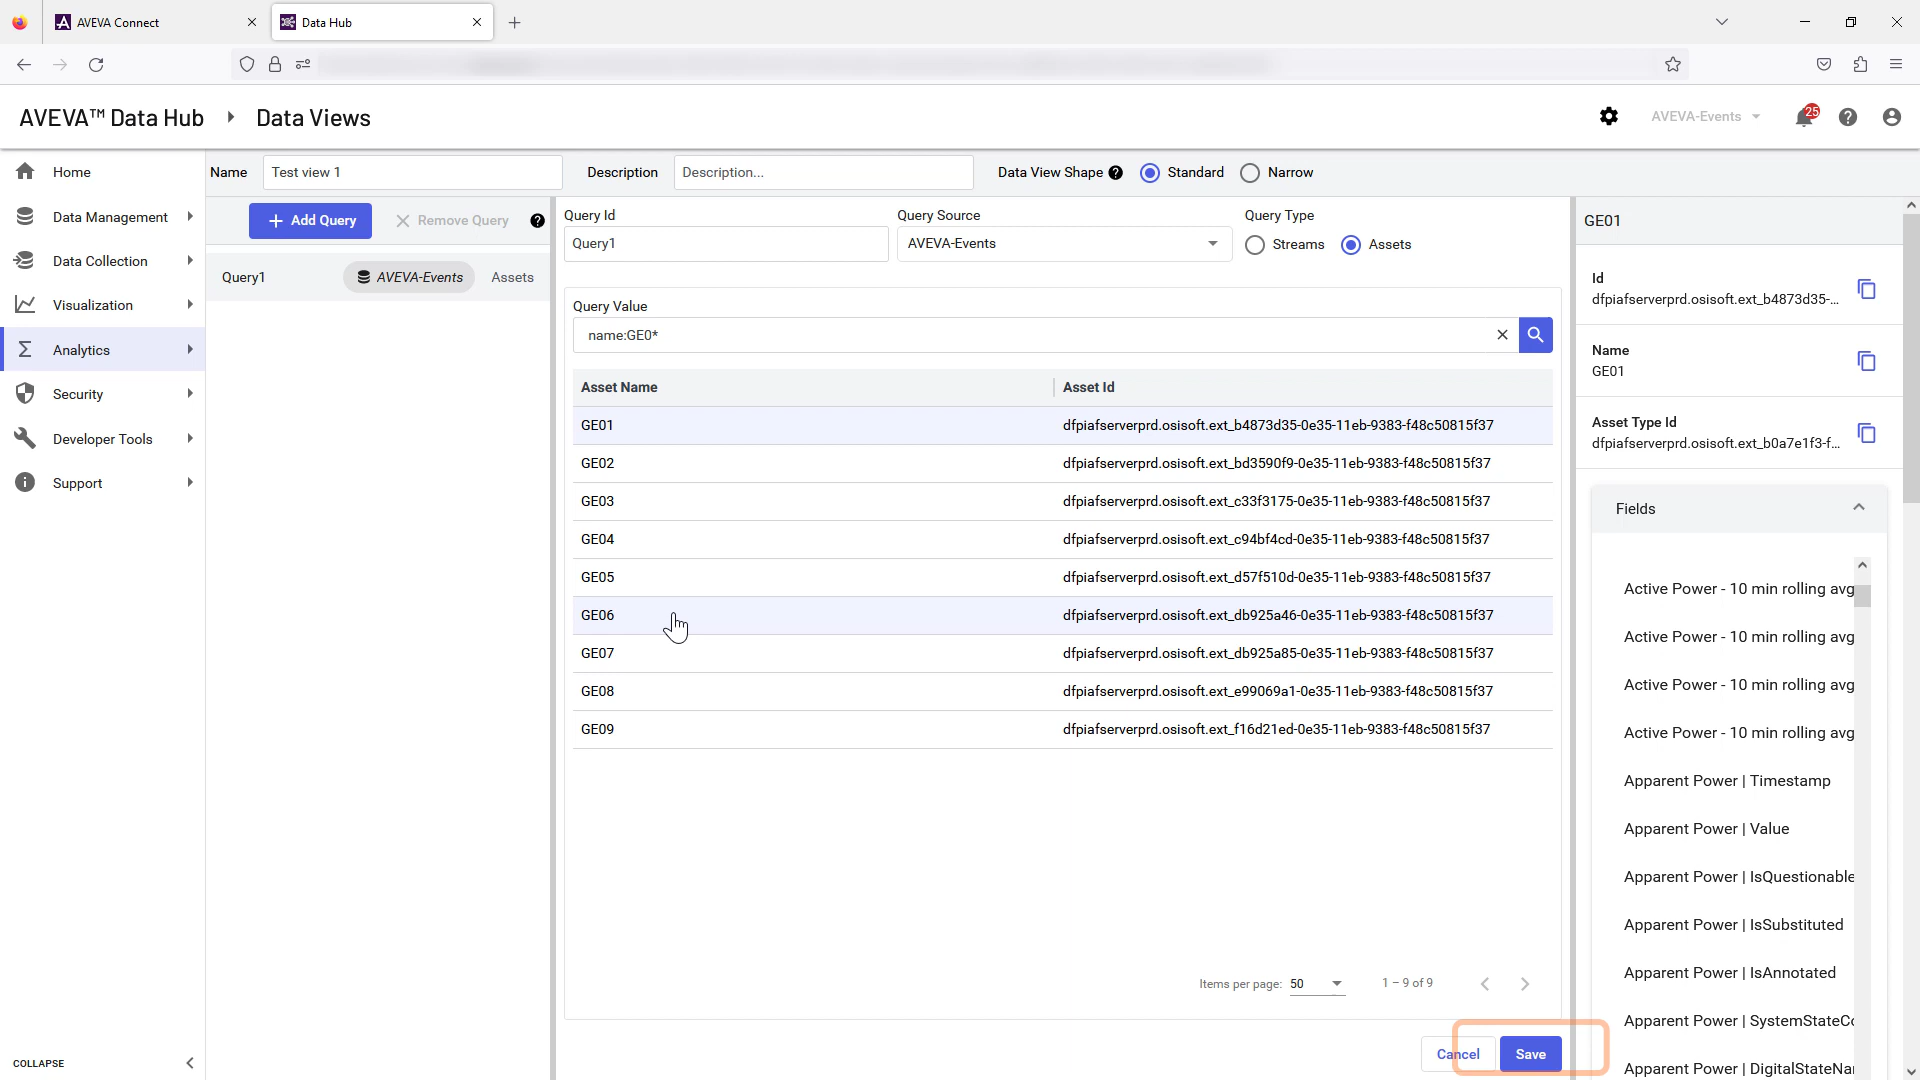 AVEVA Connect
Data Hub
AVEVA™ Data Hub
Data Views
AVEVA-Events
25
Home
Data Management
Data Collection
Visualization
Analytics
Security
Developer Tools
Support
COLLAPSE
Name
Test view 1
Description
Description...
Data View Shape
Standard
Narrow
Add Query
Remove Query
Query1
AVEVA-Events
Assets
Query Id
Query1
Query Source
AVEVA-Events
Query Type
Streams
Assets
Query Value
name:GE0*
Asset Name Asset Id
GE01 dfpiafserverprd.osisoft.ext_b4873d35-0e35-11eb-9383-f48c50815f37
GE02 dfpiafserverprd.osisoft.ext_bd3590f9-0e35-11eb-9383-f48c50815f37
GE03 dfpiafserverprd.osisoft.ext_c33f3175-0e35-11eb-9383-f48c50815f37
GE04 dfpiafserverprd.osisoft.ext_c94bf4cd-0e35-11eb-9383-f48c50815f37
GE05 dfpiafserverprd.osisoft.ext_d57f510d-0e35-11eb-9383-f48c50815f37
GE06 dfpiafserverprd.osisoft.ext_db925a46-0e35-11eb-9383-f48c50815f37
GE07 dfpiafserverprd.osisoft.ext_db925a85-0e35-11eb-9383-f48c50815f37
GE08 dfpiafserverprd.osisoft.ext_e99069a1-0e35-11eb-9383-f48c50815f37
GE09 dfpiafserverprd.osisoft.ext_f16d21ed-0e35-11eb-9383-f48c50815f37
Items per page: 50
1 – 9 of 9
Cancel
Save
GE01
Id
dfpiafserverprd.osisoft.ext_b4873d35-...
Name
GE01
Asset Type Id
dfpiafserverprd.osisoft.ext_b0a7e1f3-f...
Fields
Active Power - 10 min rolling avg
Active Power - 10 min rolling avg
Active Power - 10 min rolling avg
Active Power - 10 min rolling avg
Apparent Power | Timestamp
Apparent Power | Value
Apparent Power | IsQuestionable
Apparent Power | IsSubstituted
Apparent Power | IsAnnotated
Apparent Power | SystemStateCo
Apparent Power | DigitalStateNa